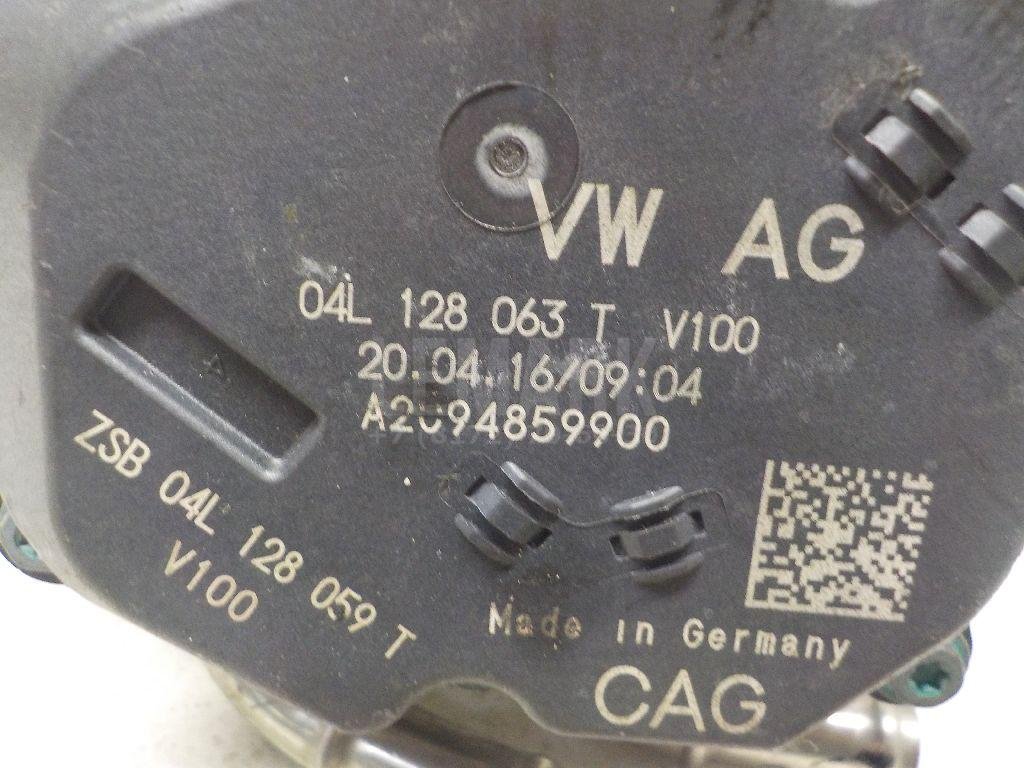 VW AG
04L 128 063 T V100
20.04.16/09:04
A2C94859900
ZSB 04L 128 059 T
V100
Made in Germany
CAG